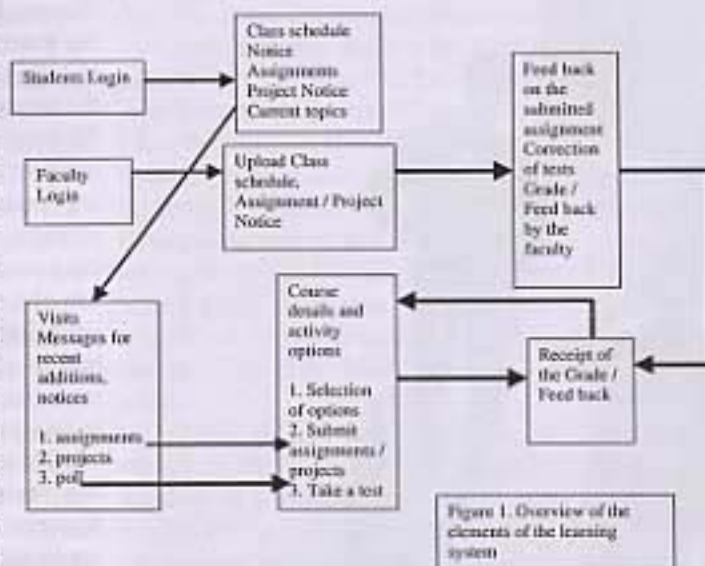 Student Login
Class schedule
Notice
Assignments
Project Notice
Current topics
Faculty
Login
Upload Class
schedule,
Assignment / Project
Notice
Feed back
on the
submitted
assignment
Correction
of tests
Grade /
Feed back
by the
faculty
Visits
Messages for
recent
additions,
notices
1. assignments
2. projects
3. poll
Course
details and
activity
options
1. Selection
of options
2. Submit
assignments /
projects
3. Take a test
Receipt of
the Grade /
Feed back
Figure 1. Overview of the
elements of the learning
system